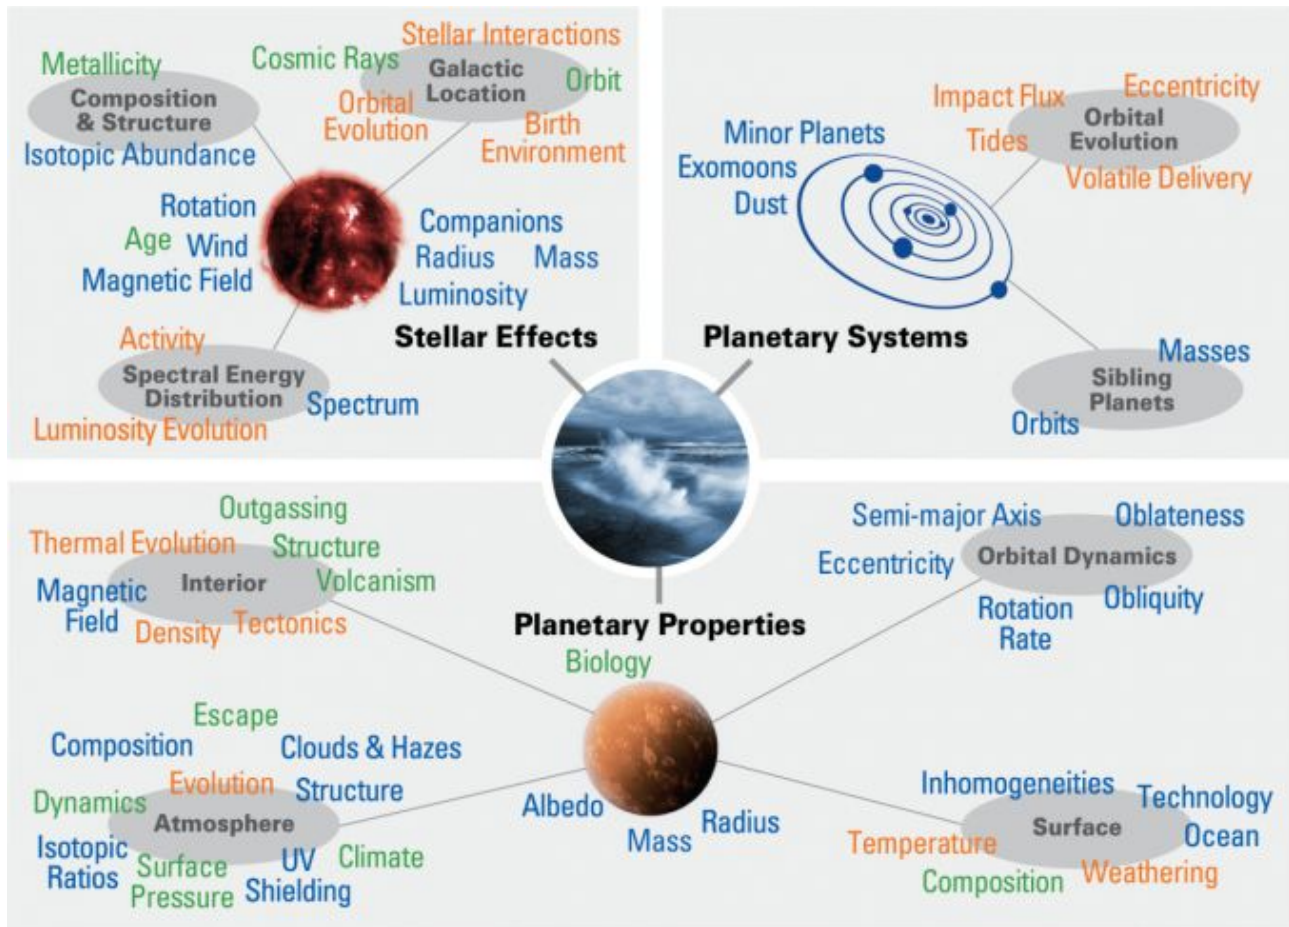 Stellar Interactions
Cosmic Rays
Galactic
Location
Orbit
Orbital
Evolution
Birth
Environment
Metallicity
Composition
& Structure
Isotopic Abundance
Rotation
Age
Wind
Magnetic Field
Companions
Radius
Mass
Luminosity
Activity
Spectral Energy
Distribution
Spectrum
Luminosity Evolution
Stellar Effects
Planetary Systems
Minor Planets
Exomoons
Dust
Impact Flux
Eccentricity
Orbital
Evolution
Tides
Volatile Delivery
Masses
Sibling
Planets
Orbits
Outgassing
Thermal Evolution
Structure
Interior
Volcanism
Magnetic
Field
Density
Tectonics
Planetary Properties
Biology
Semi-major Axis
Oblateness
Orbital Dynamics
Eccentricity
Rotation
Rate
Obliquity
Escape
Composition
Clouds & Hazes
Evolution
Structure
Dynamics
Atmosphere
Isotopic
Ratios
Surface
Pressure
UV
Shielding
Climate
Albedo
Mass
Radius
Inhomogeneities
Technology
Surface
Ocean
Temperature
Weathering
Composition